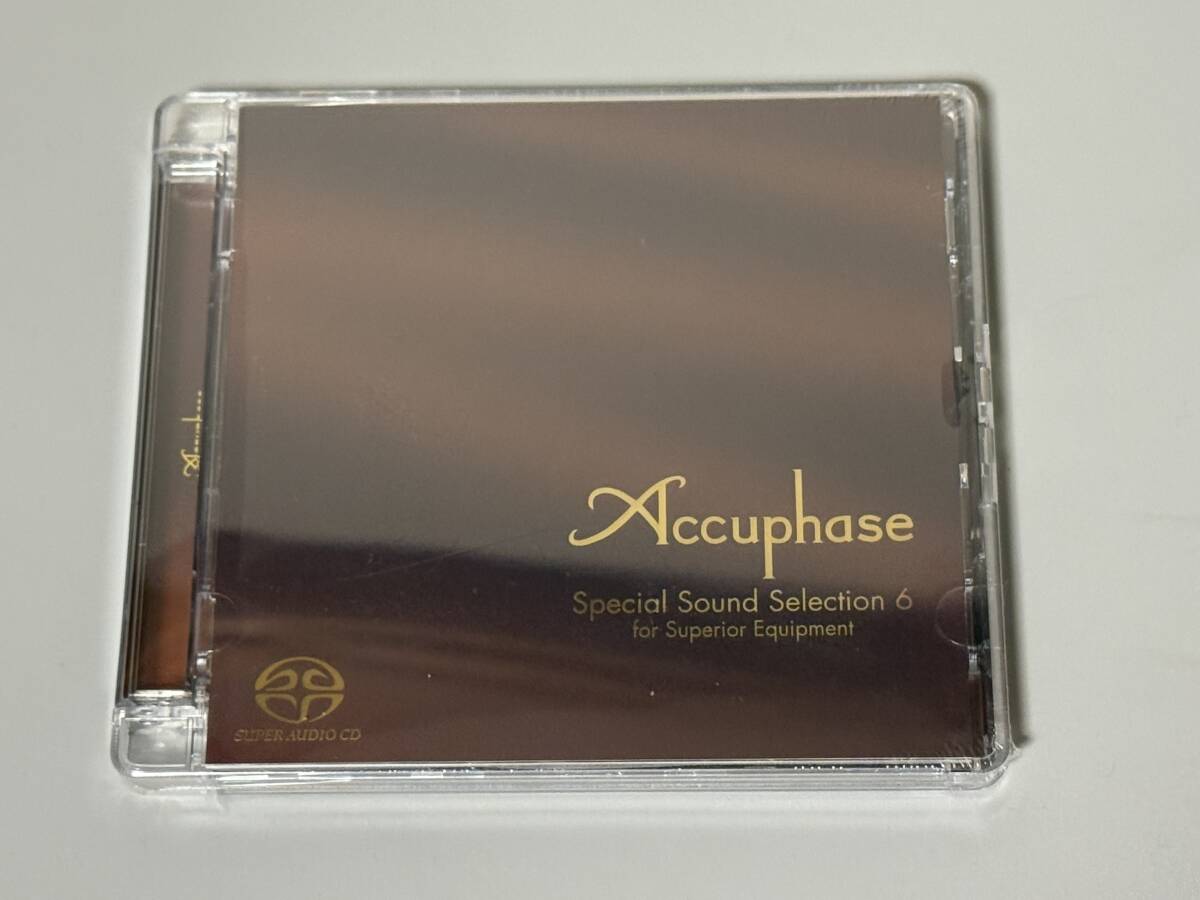 Accuphase
Special Sound Selection 6
for Superior Equipment
SUPER AUDIO CD
Accuphase